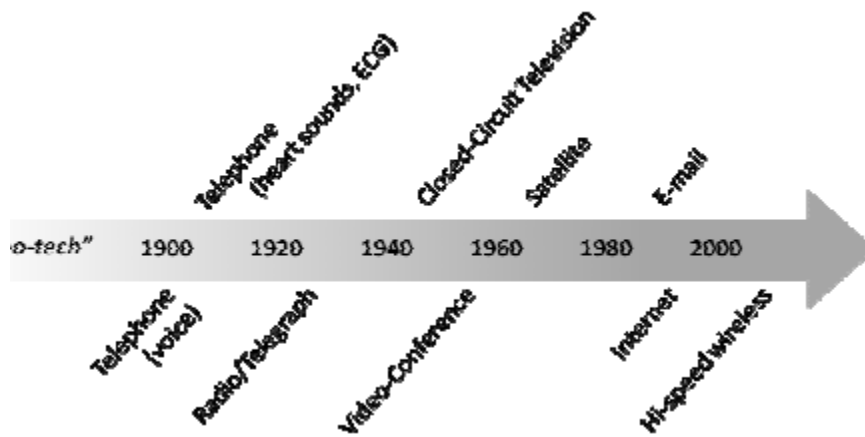 Telephone
(heart sounds, ECG)
Closed-Circuit Television
Satellite
E-mail
o-tech" 1900 1920 1940 1960 1980 2000
Telephone
(voice)
Radio/Telegraph
Video-Conference
Internet
Hi-speed wireless